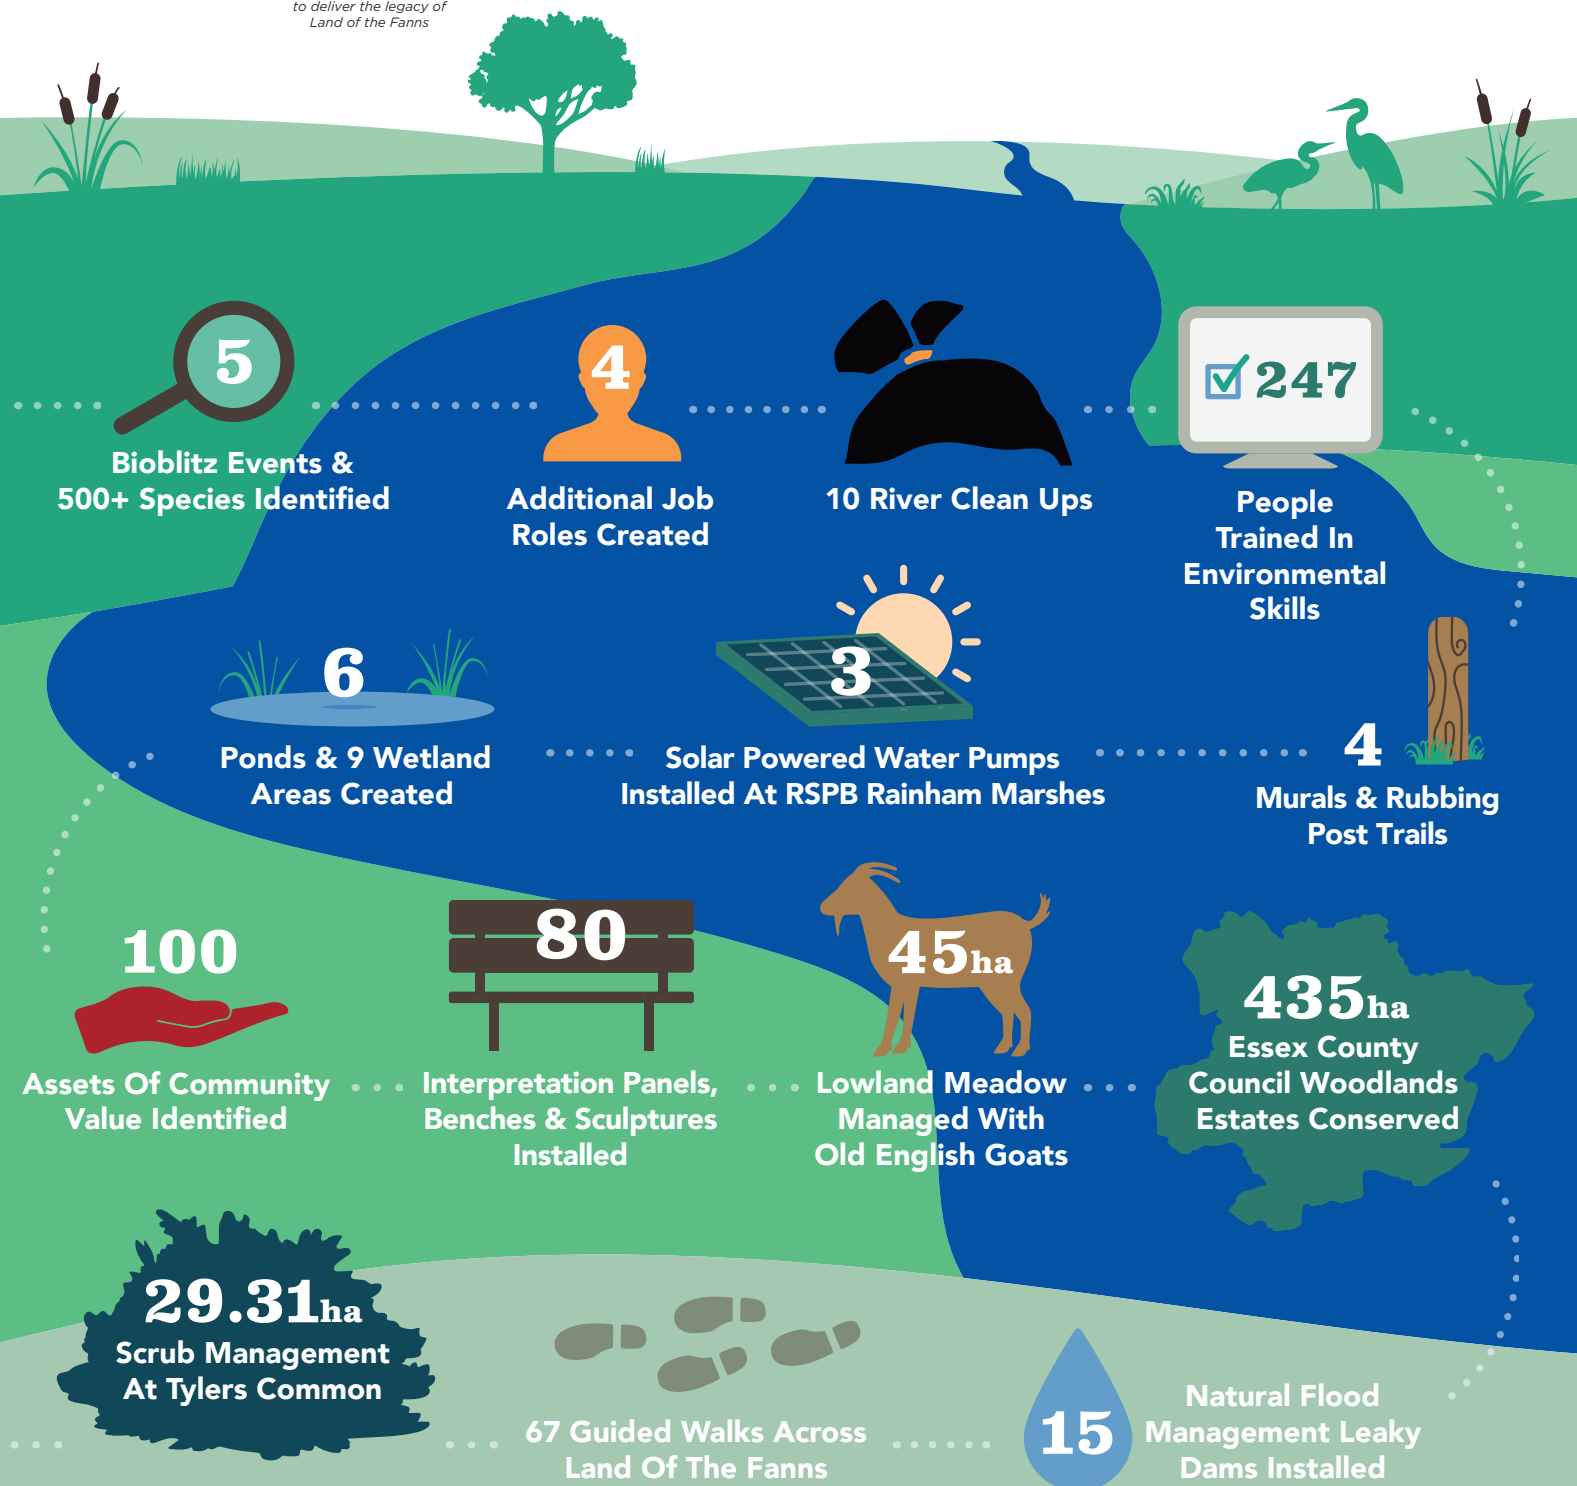 to deliver the legacy of
Land of the Fanns
5
Bioblitz Events &
500+ Species Identified
4
Additional Job
Roles Created
10 River Clean Ups
247
People
Trained In
Environmental
Skills
6
Ponds & 9 Wetland
Areas Created
3
Solar Powered Water Pumps
Installed At RSPB Rainham Marshes
4
Murals & Rubbing
Post Trails
100
Assets Of Community
Value Identified
80
Interpretation Panels,
Benches & Sculptures
Installed
45ha
Lowland Meadow
Managed With
Old English Goats
435ha
Essex County
Council Woodlands
Estates Conserved
29.31ha
Scrub Management
At Tylers Common
67 Guided Walks Across
Land Of The Fanns
15
Natural Flood
Management Leaky
Dams Installed